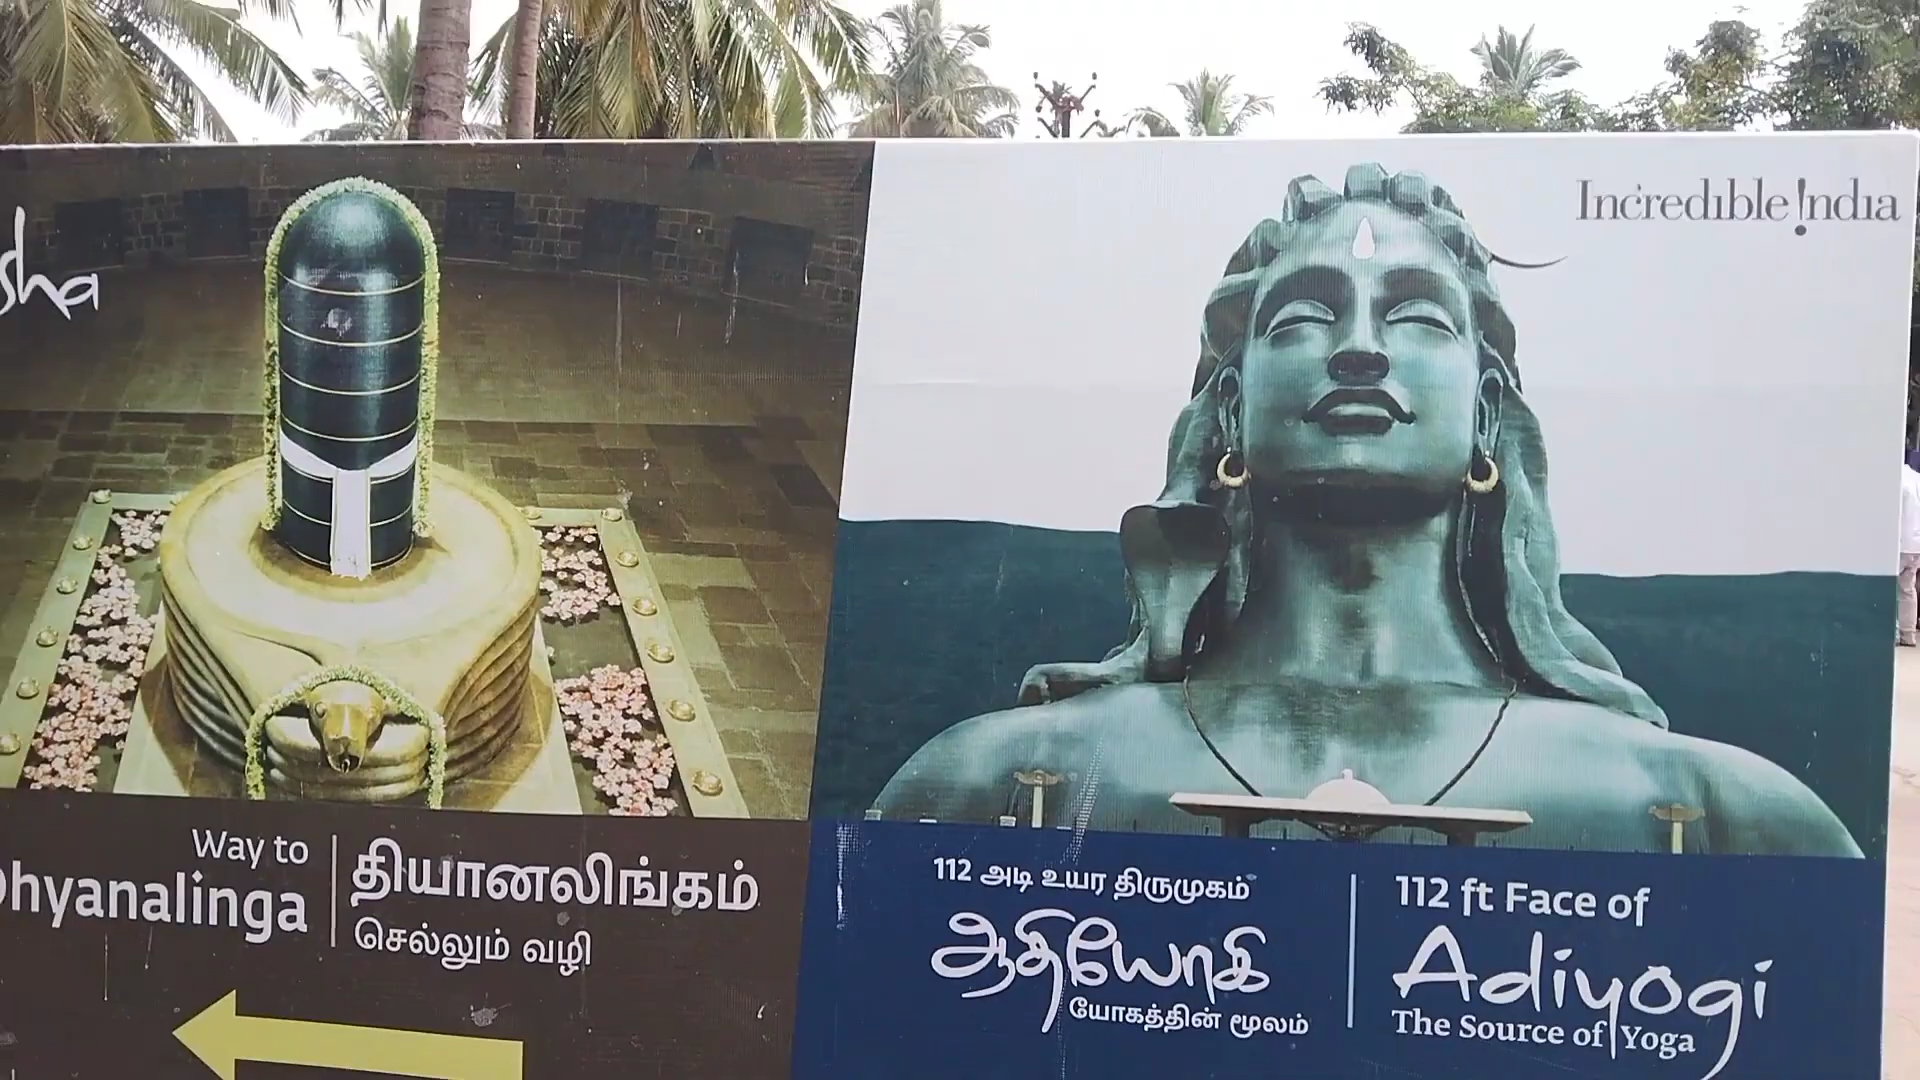 sha
Way to
Dhyanalinga
தியானலிங்கம்
செல்லும் வழி
Incredible !ndia
112 அடி உயர திருமுகம்
ஆதியோகி
யோகத்தின் மூலம்
112 ft Face of
Adiyogi
The Source of Yoga